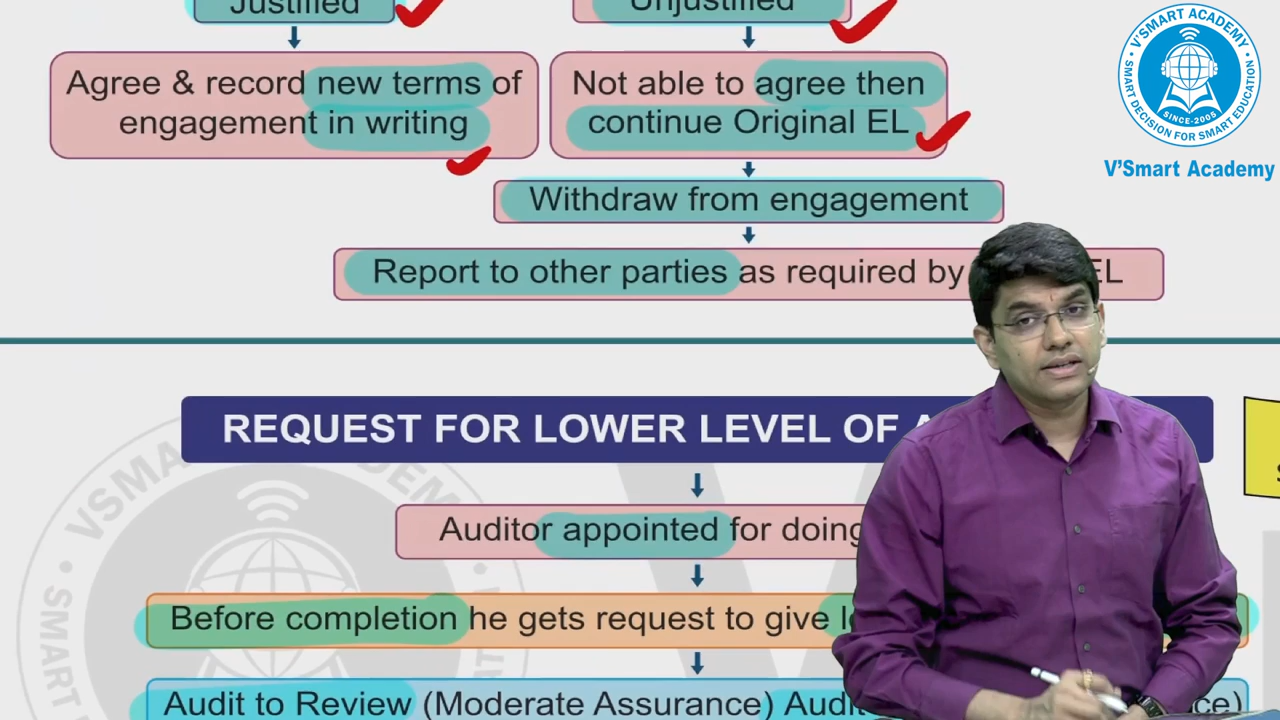 Justified
Unjustified
Agree & record new terms of
engagement in writing
Not able to agree then
continue Original EL
Withdraw from engagement
Report to other parties as required by
EL
REQUEST FOR LOWER LEVEL OF
Auditor appointed for doing
Before completion he gets request to give
Audit to Review (Moderate Assurance) Audit
V'SMART ACADEMY
SMART DECISION FOR SMART EDUCATION
SINCE-2005
V'Smart Academy